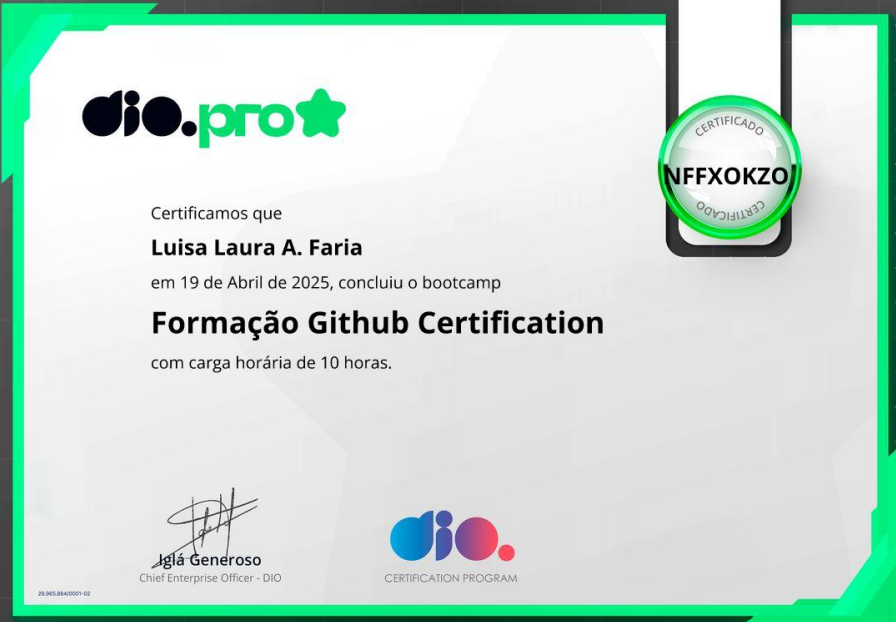 dio.pro
CERTIFICADO
NFFXOKZO
CERTIFICADO
Certificamos que
Luisa Laura A. Faria
em 19 de Abril de 2025, concluiu o bootcamp
Formação Github Certification
com carga horária de 10 horas.
Iglá Generoso
Chief Enterprise Officer - DIO
dio.
CERTIFICATION PROGRAM
26.965.884/0001-02